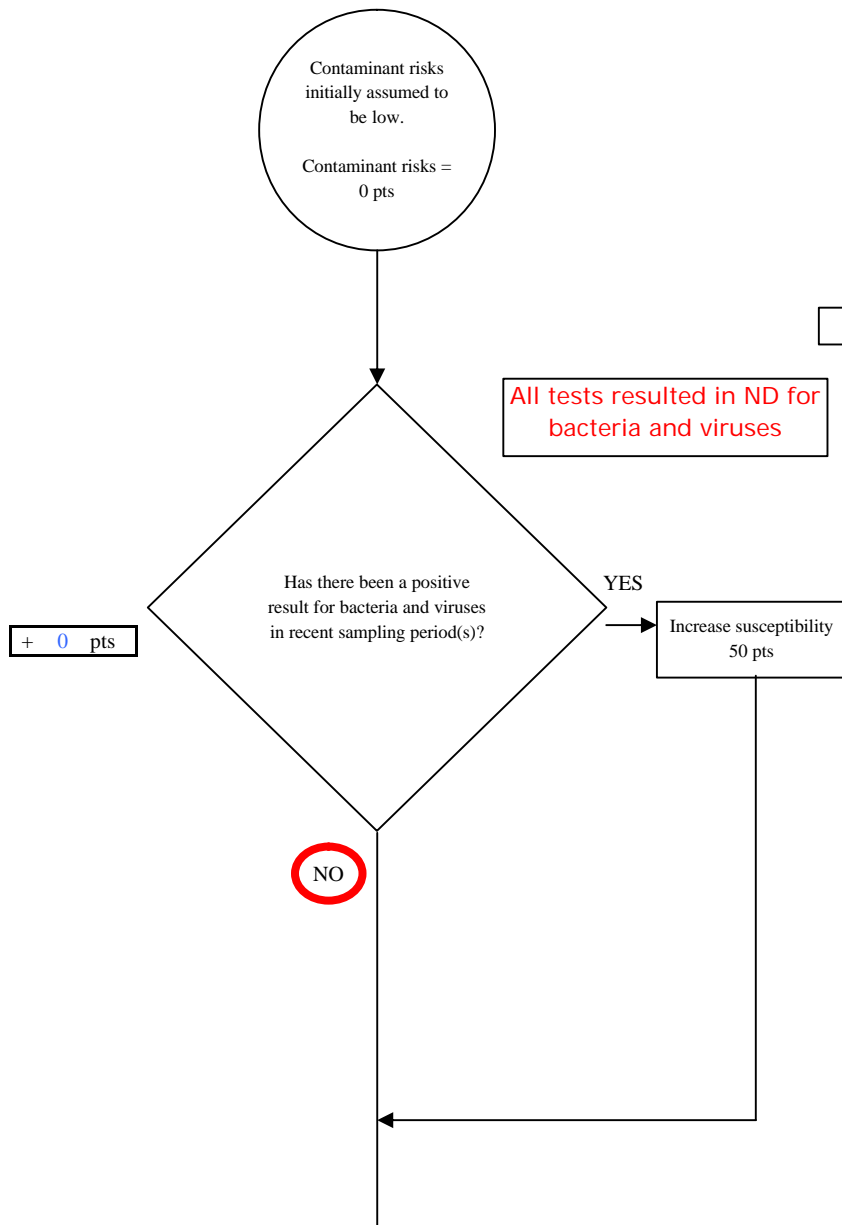 Contaminant risks
initially assumed to
be low.
Contaminant risks =
0 pts
All tests resulted in ND for
bacteria and viruses
Has there been a positive
result for bacteria and viruses
in recent sampling period(s)?
YES
+ 0 pts
Increase susceptibility
50 pts
NO